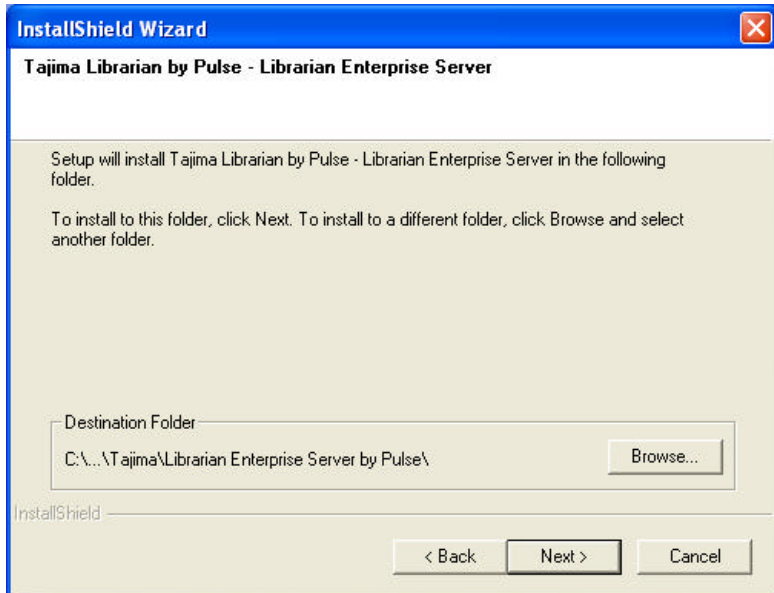 InstallShield Wizard
Tajima Librarian by Pulse - Librarian Enterprise Server
Setup will install Tajima Librarian by Pulse - Librarian Enterprise Server in the following
folder.
To install to this folder, click Next. To install to a different folder, click Browse and select
another folder.
Destination Folder
C:\...\Tajima\Librarian Enterprise Server by Pulse\
Browse...
InstallShield
< Back
Next >
Cancel